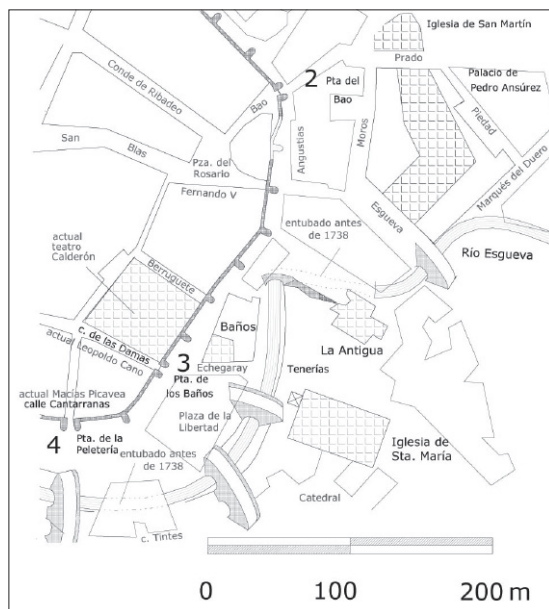 Iglesia de San Martín
Prado
2
Pta del
Bao
Palacio de
Pedro Ansúrez
Conde de Ribadeo
Bao
Angustias
Moros
Piedad
Marqués del Duero
San
Blas
Pza. del
Rosario
Fernando V
entubado antes
de 1738
Esgueva
Río Esgueva
actual
teatro
Calderón
Berruguete
Baños
La Antigua
c. de las Damas
actual Leopoldo Cano
3
Echegaray
Tenerías
Pta. de
los Baños
actual Macías Picavea
calle Cantarranas
Plaza de la
Libertad
4
Pta. de la
Peletería
Iglesia de
Sta. María
entubado antes
de 1738
Catedral
c. Tintes
0 100 200 m